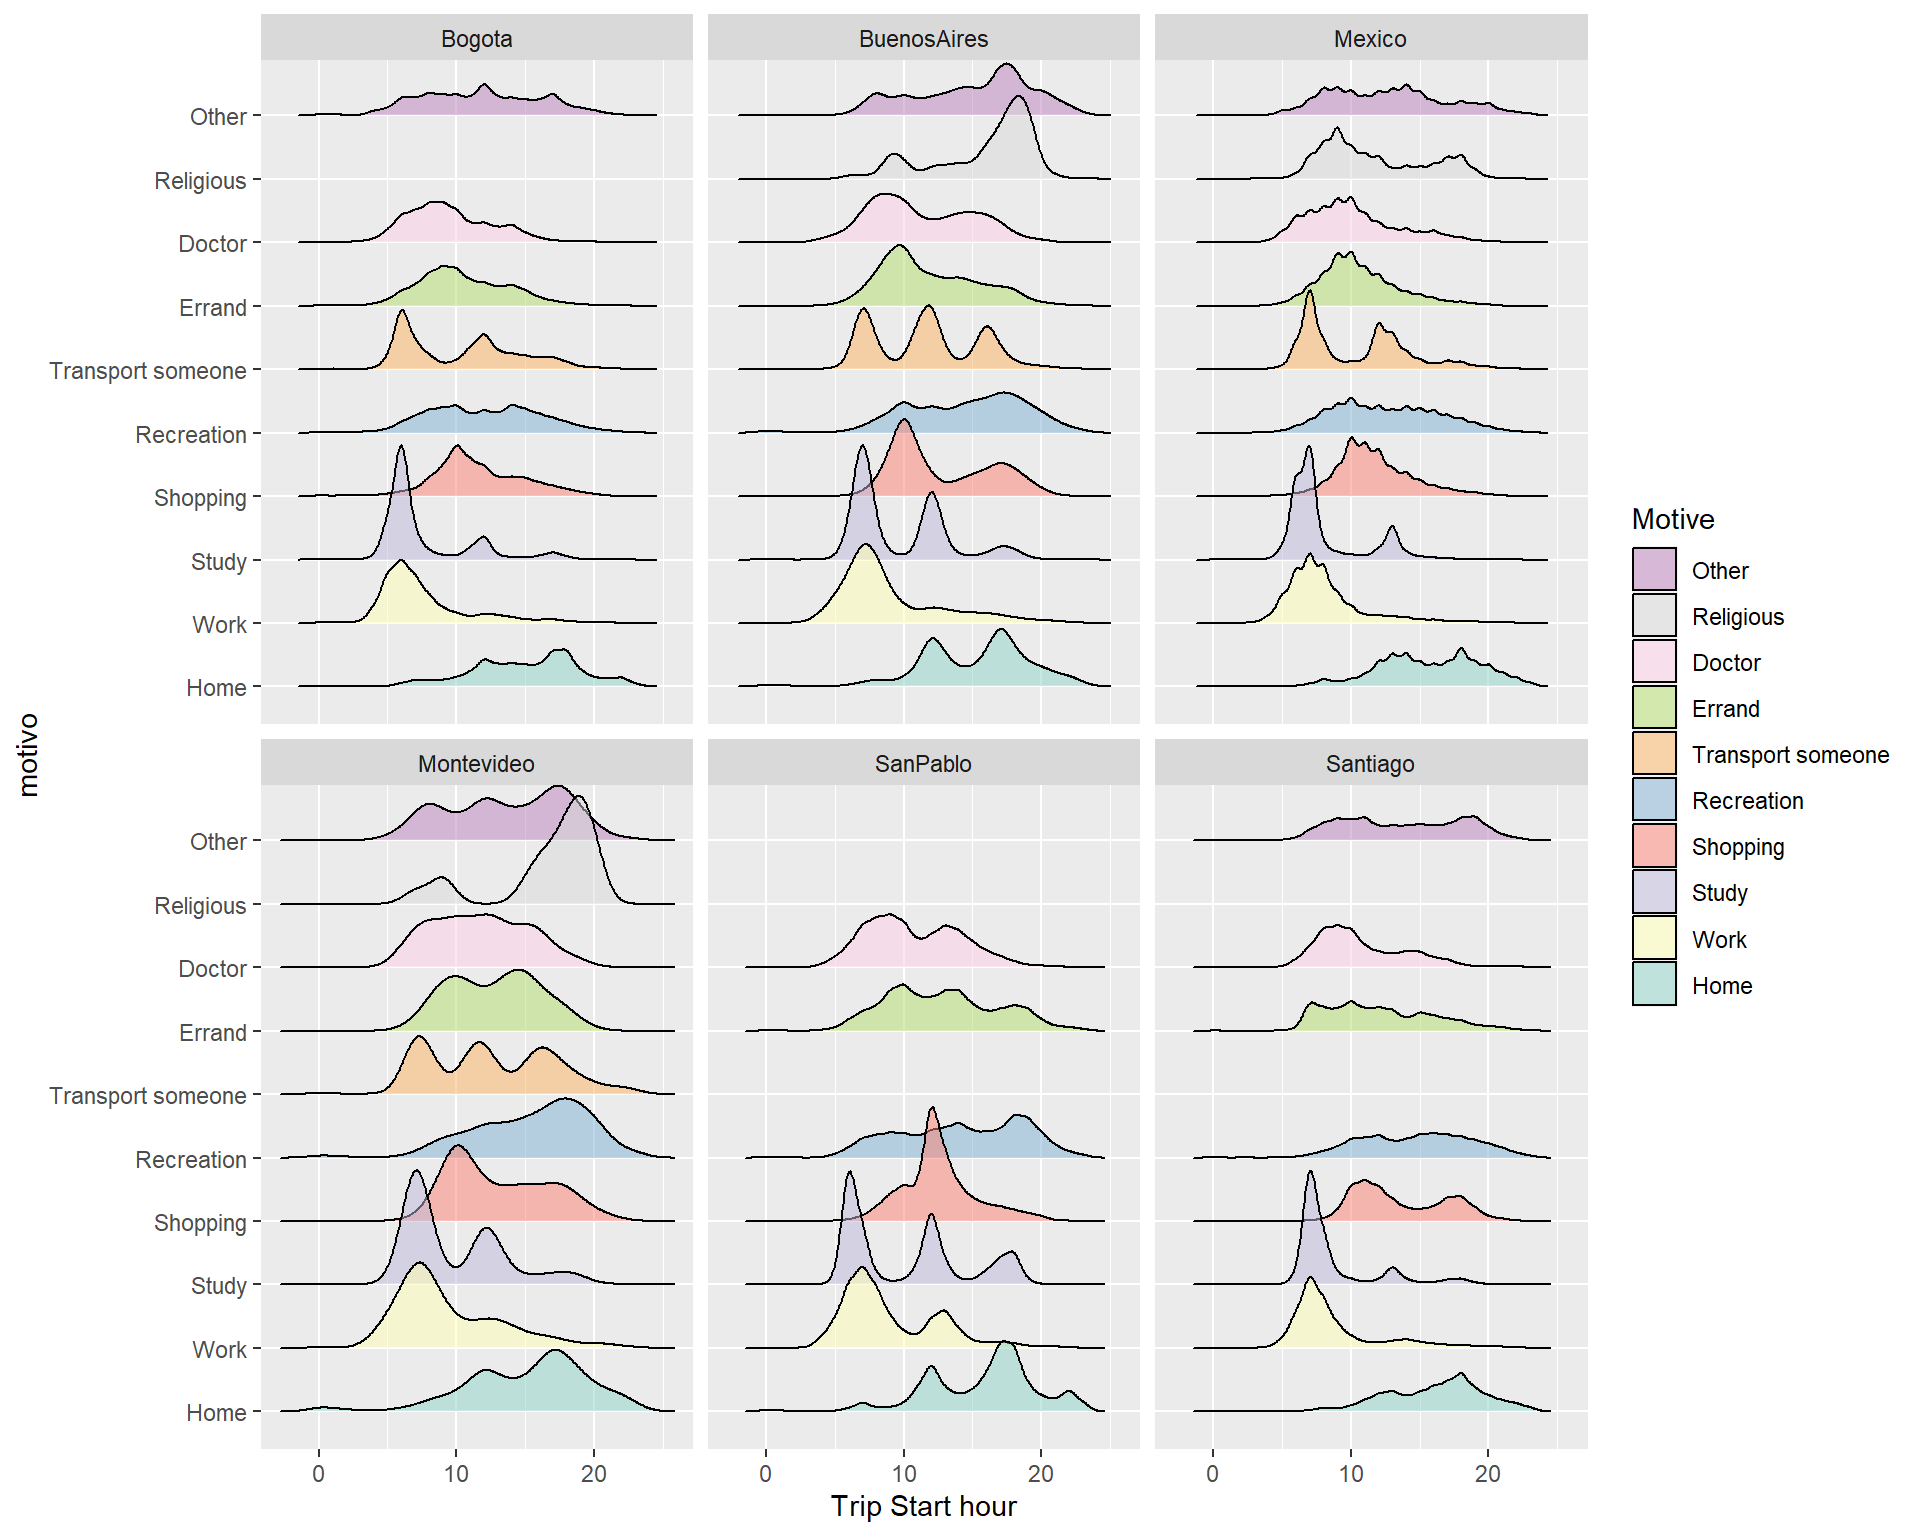 Bogota
BuenosAires
Mexico
Other
Religious
Doctor
Errand
Transport someone
Recreation
Shopping
Study
Work
Home
motivo
Montevideo
SanPablo
Santiago
Other
Religious
Doctor
Errand
Transport someone
Recreation
Shopping
Study
Work
Home
0 10 20
0 10 20
0 10 20
Trip Start hour
Motive
Other
Religious
Doctor
Errand
Transport someone
Recreation
Shopping
Study
Work
Home